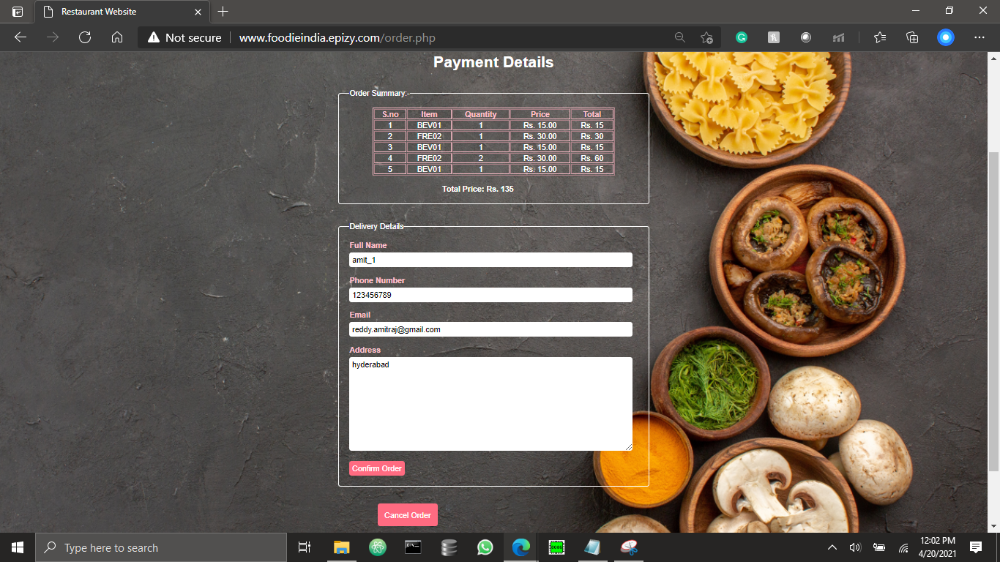 Restaurant Website
Not secure www.foodieindia.epizy.com/order.php
Payment Details
Order Summary:-
S.no Item Quantity Price Total
1 BEV01 1 Rs. 15.00 Rs. 15
2 FRE02 1 Rs. 30.00 Rs. 30
3 BEV01 1 Rs. 15.00 Rs. 15
4 FRE02 2 Rs. 30.00 Rs. 60
5 BEV01 1 Rs. 15.00 Rs. 15
Total Price: Rs. 135
Delivery Details
Full Name
amit_1
Phone Number
123456789
Email
reddy.amitraj@gmail.com
Address
hyderabad
Confirm Order
Cancel Order
Type here to search
12:02 PM
4/20/2021